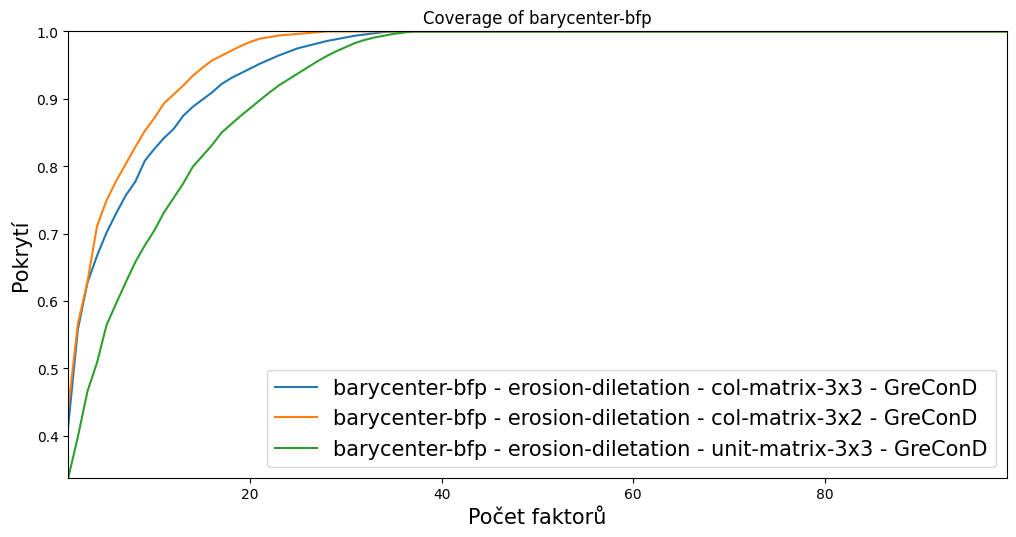 Coverage of barycenter-bfp
1.0
0.9
0.8
0.7
0.6
0.5
0.4
Pokrytí
barycenter-bfp - erosion-diletation - col-matrix-3x3 - GreConD
barycenter-bfp - erosion-diletation - col-matrix-3x2 - GreConD
barycenter-bfp - erosion-diletation - unit-matrix-3x3 - GreConD
20 40 60 80
Počet faktorů